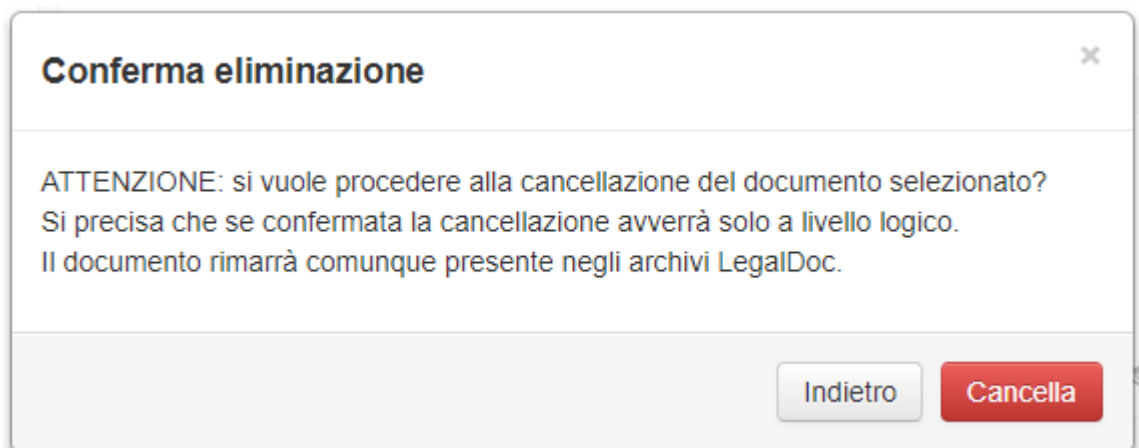 Conferma eliminazione
×
ATTENZIONE: si vuole procedere alla cancellazione del documento selezionato?
Si precisa che se confermata la cancellazione avverrà solo a livello logico.
Il documento rimarrà comunque presente negli archivi LegalDoc.
Indietro
Cancella